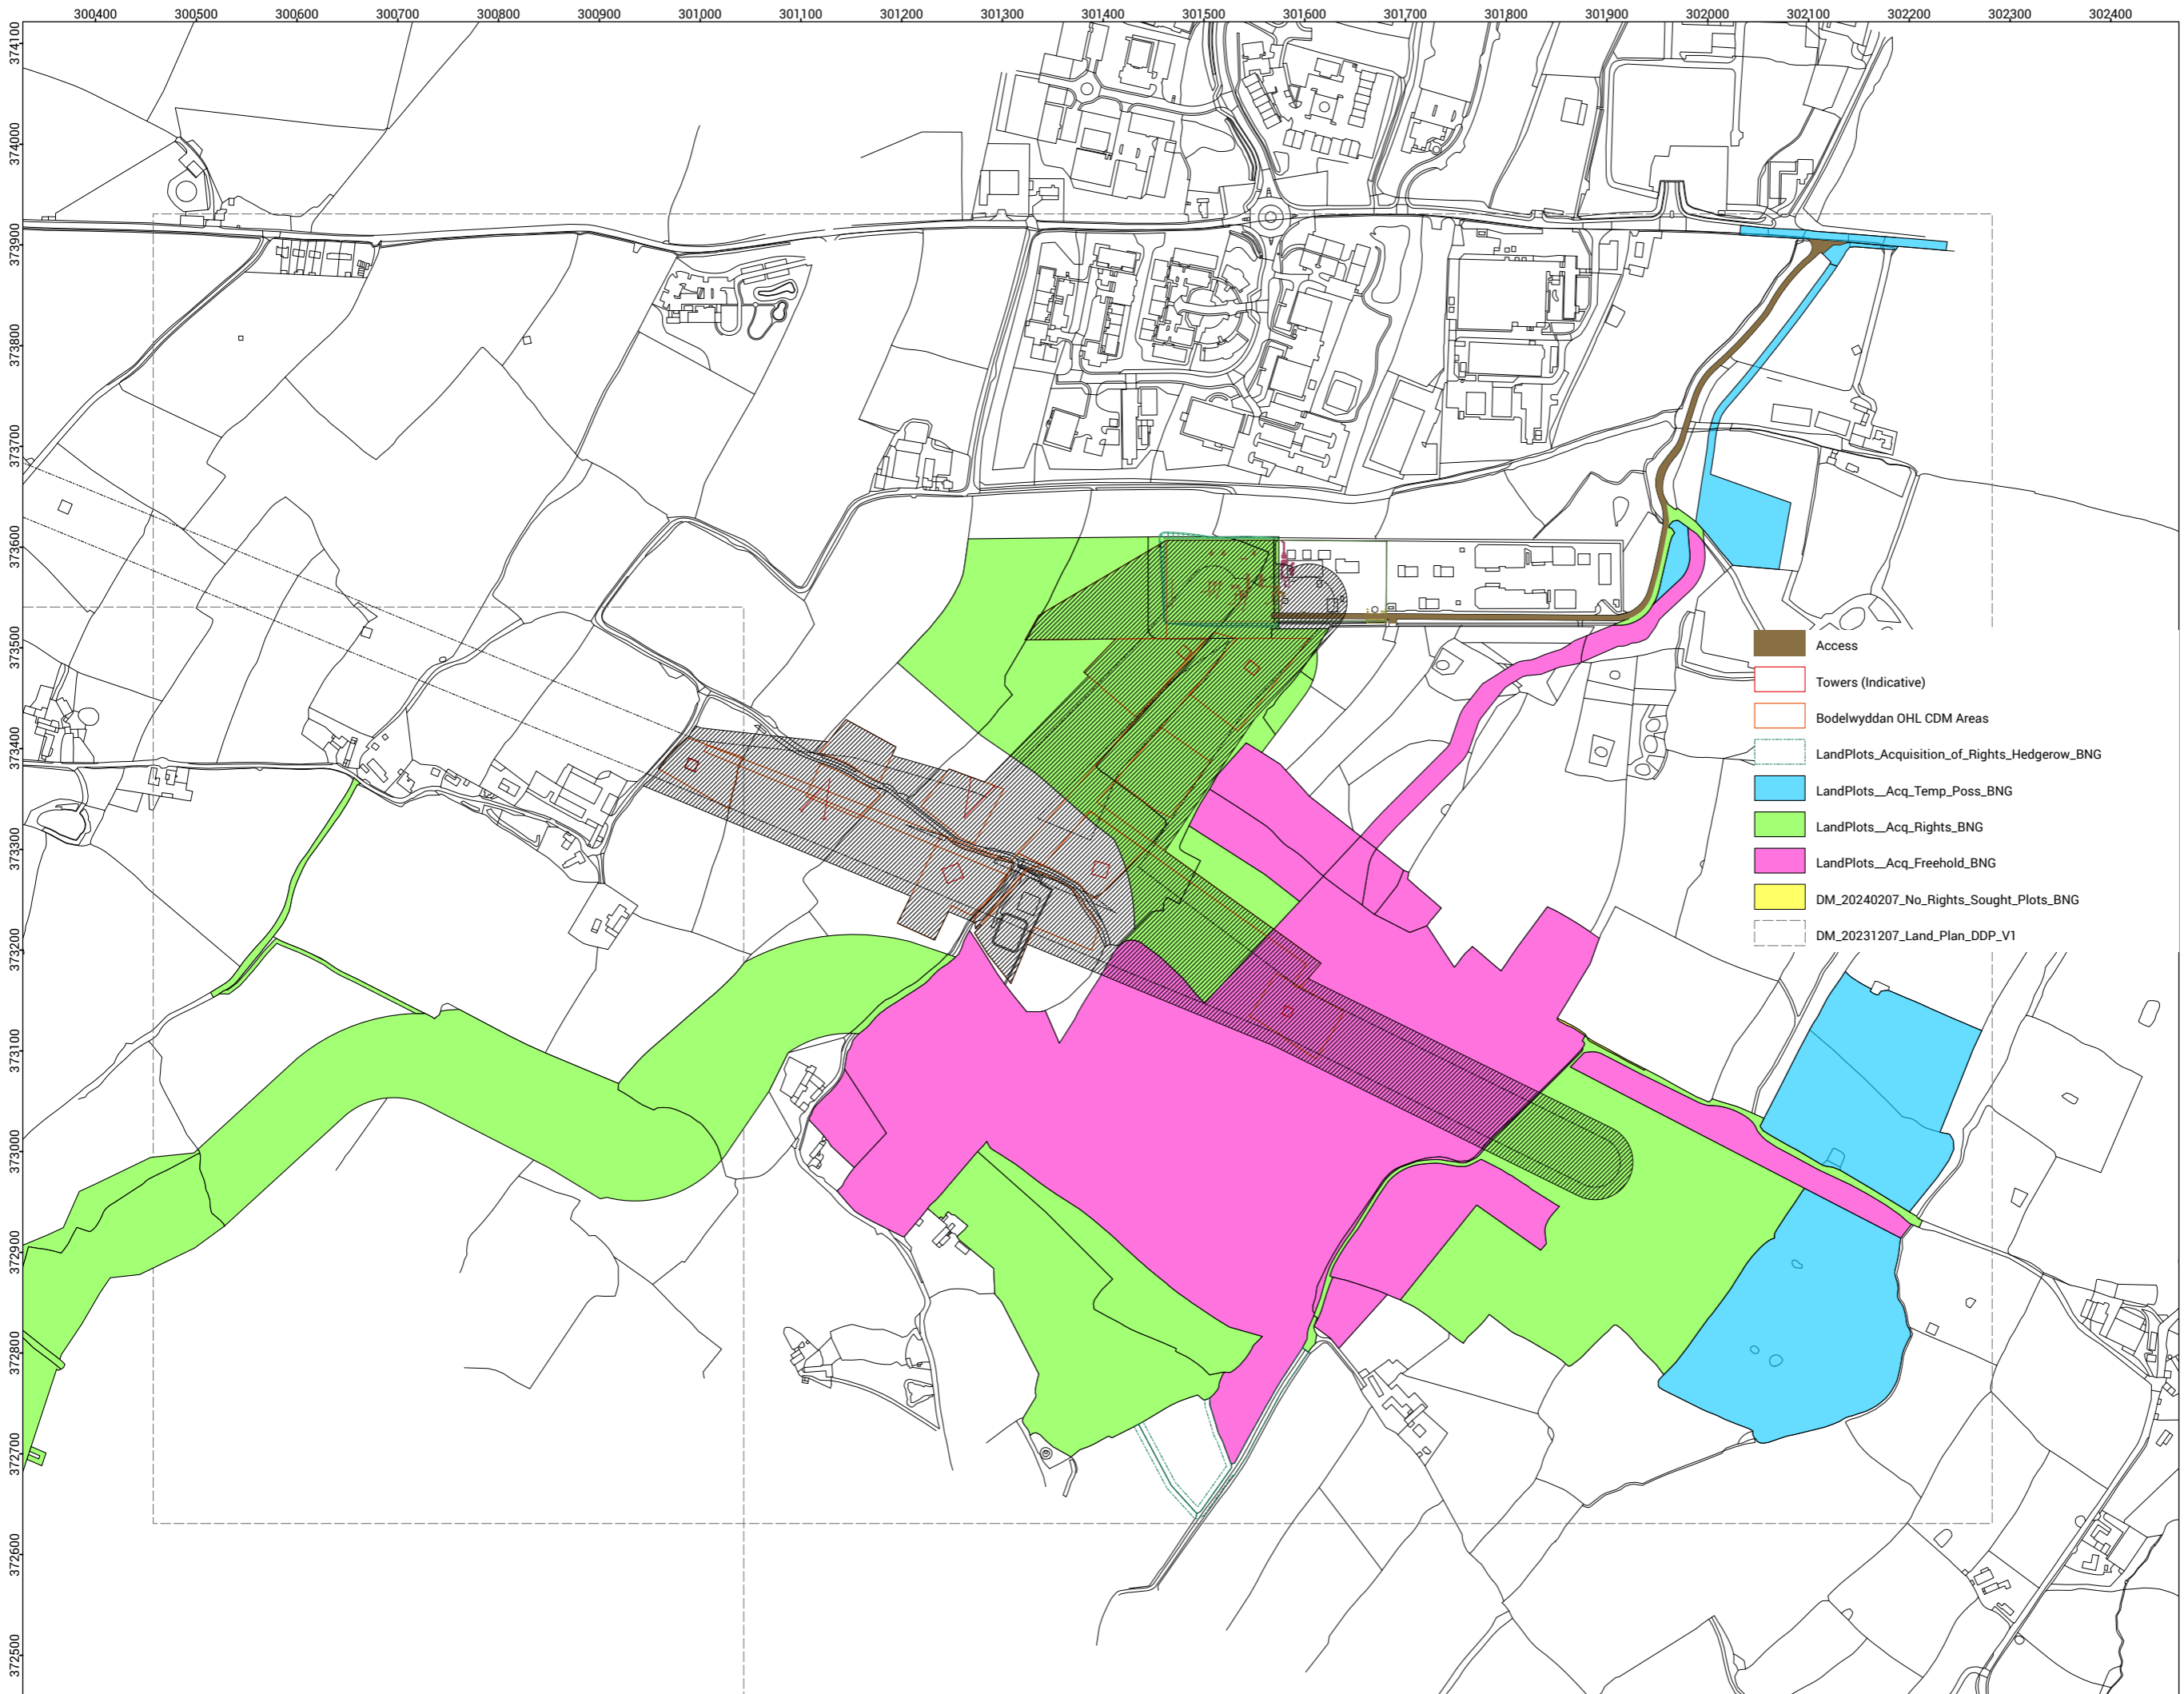 300400 300500 300600 300700 300800 300900 301000 301100 301200 301300 301400 301500 301600 301700 301800 301900 302000 302100 302200 302300 302400
374100
374000
373900
373800
373700
373600
373500
373400
373300
373200
373100
373000
372900
372800
372700
372600
372500
Access
Towers (Indicative)
Bodelwyddan OHL CDM Areas
LandPlots_Acquisition_of_Rights_Hedgerow_BNG
LandPlots__Acq_Temp_Poss_BNG
LandPlots__Acq_Rights_BNG
LandPlots__Acq_Freehold_BNG
DM_20240207_No_Rights_Sought_Plots_BNG
DM_20231207_Land_Plan_DDP_V1